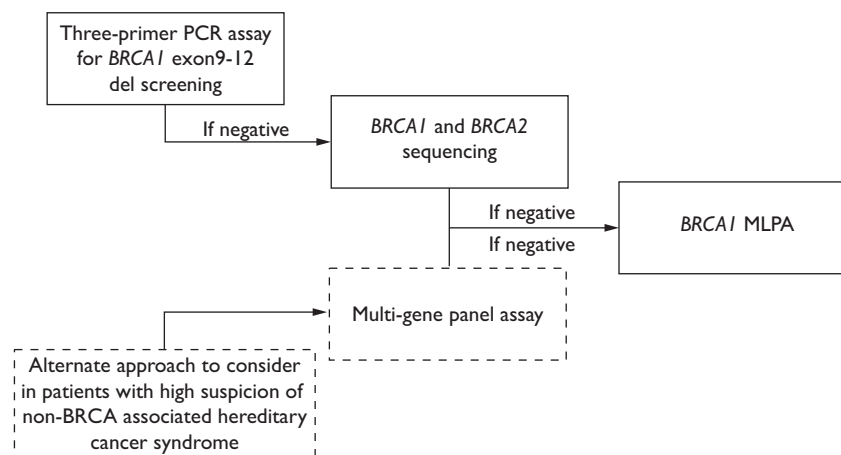 Three-primer PCR assay
for BRCA1 exon9-12
del screening
If negative
BRCA1 and BRCA2
sequencing
If negative
If negative
BRCA1 MLPA
Multi-gene panel assay
Alternate approach to consider
in patients with high suspicion of
non-BRCA associated hereditary
cancer syndrome